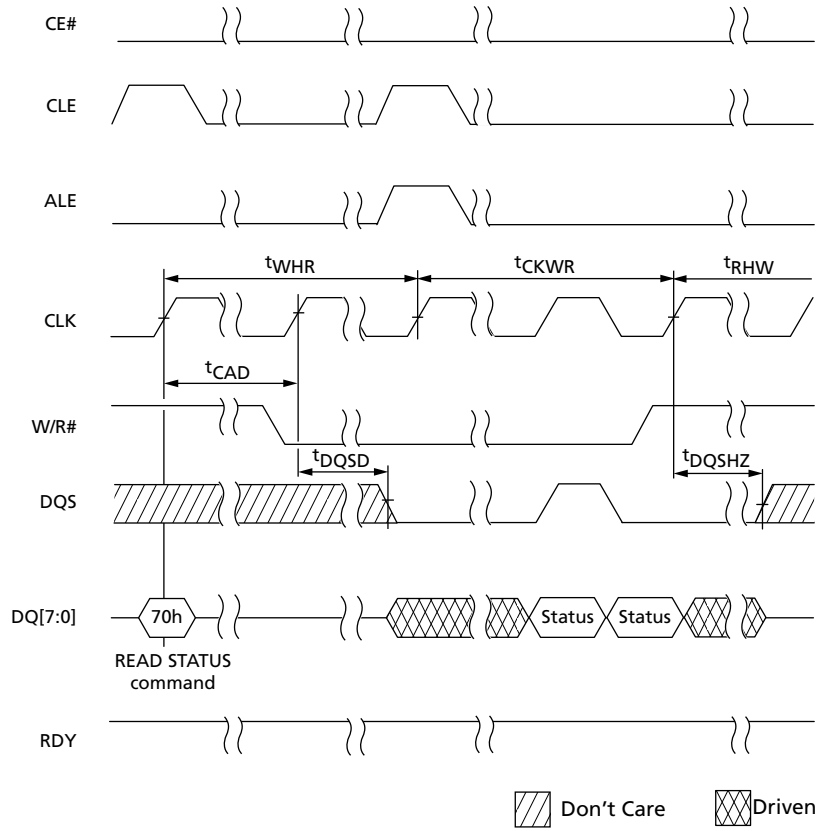 CE#
CLE
ALE
tWHR
tCKWR
tRHW
CLK
tCAD
W/R#
tDQSD
tDQSHZ
DQS
DQ[7:0]
70h
Status
Status
READ STATUS
command
RDY
Don't Care
Driven